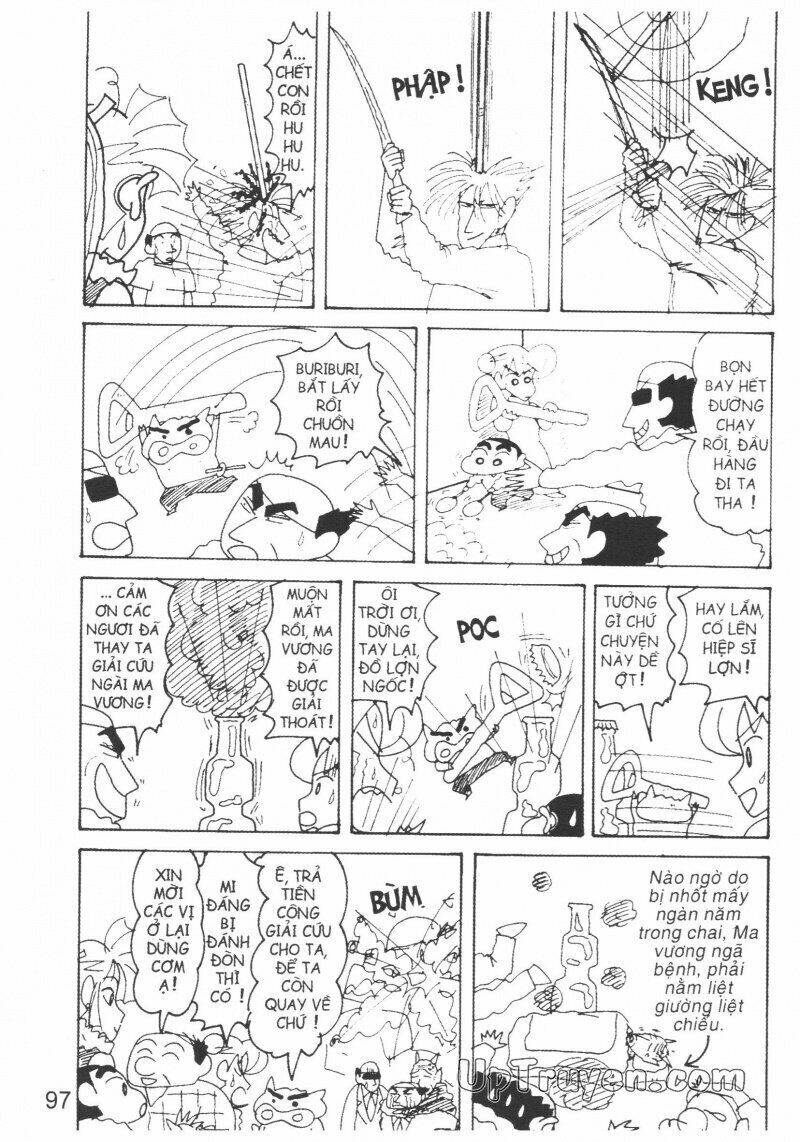 KENG!
PHẬP!
Á...
CHẾT
CON
RỒI
HU
HU
HU.
BỌN
BAY HẾT
ĐƯỜNG
CHẠY
RỒI, ĐẦU
HÀNG
ĐI TA
THA!
BURIBURI,
BẮT LẤY
RỒI
CHUỒN
MAU!
HAY LẮM,
CỐ LÊN
HIỆP SĨ
LỢN!
TƯỞNG
GÌ CHỨ
CHUYỆN
NÀY DỄ
ỢT!
POC
ÔI
TRỜI ƠI,
DỪNG
TAY LẠI,
ĐỒ LỢN
NGỐC!
MUỘN
MẤT
RỒI, MA
VƯƠNG
ĐÃ
ĐƯỢC
GIẢI
THOÁT!
... CẢM
ƠN CÁC
NGƯƠI ĐÃ
THAY TA
GIẢI CỨU
NGÀI MA
VƯƠNG!
Nào ngờ do
bị nhốt mấy
ngàn năm
trong chai, Ma
vương ngã
bệnh, phải
nằm liệt
giường liệt
chiếu.
BÙM
Ê, TRẢ
TIỀN
CÔNG
GIẢI CỨU
CHO TA,
ĐỂ TA
CÒN
QUAY VỀ
CHỨ!
MI
ĐÁNG
BỊ
ĐÁNH
ĐÒN
THÌ
CÓ!
XIN
MỜI
CÁC VỊ
Ở LẠI
DÙNG
CƠM
Ạ!
UpTruyen.com
97